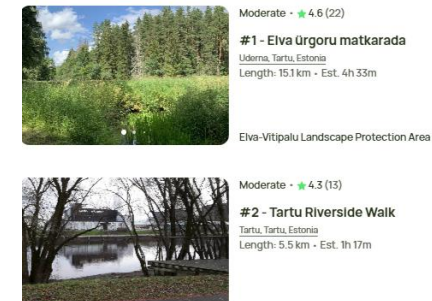 Moderate · ★ 4.6 (22)
#1 - Elva ürgoru matkarada
Uderna, Tartu, Estonia
Length: 15.1 km · Est. 4h 33m
Elva-Vitipalu Landscape Protection Area
Moderate · ★ 4.3 (13)
#2 - Tartu Riverside Walk
Tartu, Tartu, Estonia
Length: 5.5 km · Est. 1h 17m